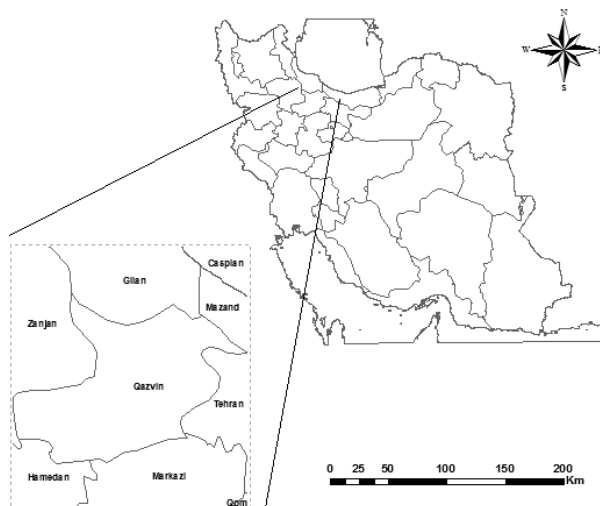 N
W E
S
Caspian
Gilan
Mazand
Zanjan
Qazvin
Tehran
Hamedan
Markazi
Qom
0 25 50 100 150 200
Km